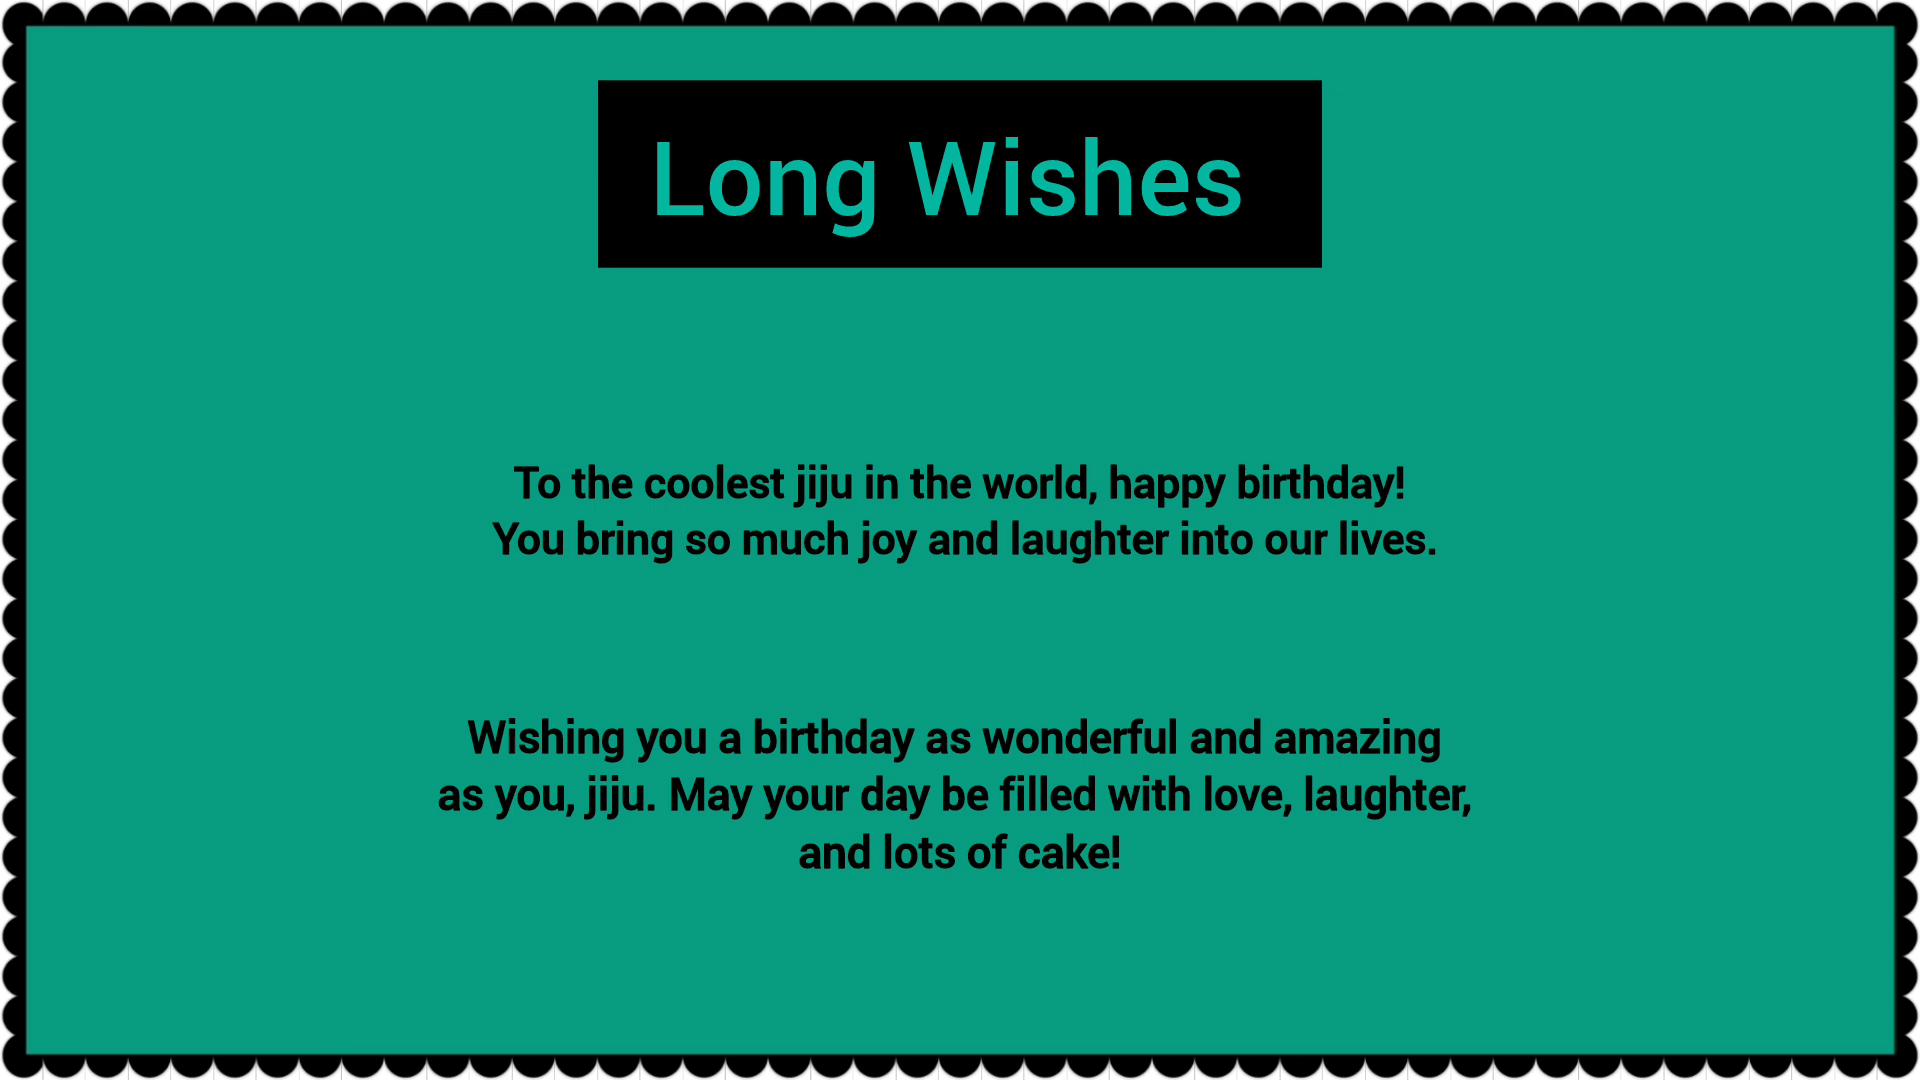 Long Wishes
To the coolest jiju in the world, happy birthday!
You bring so much joy and laughter into our lives.
Wishing you a birthday as wonderful and amazing
as you, jiju. May your day be filled with love, laughter,
and lots of cake!